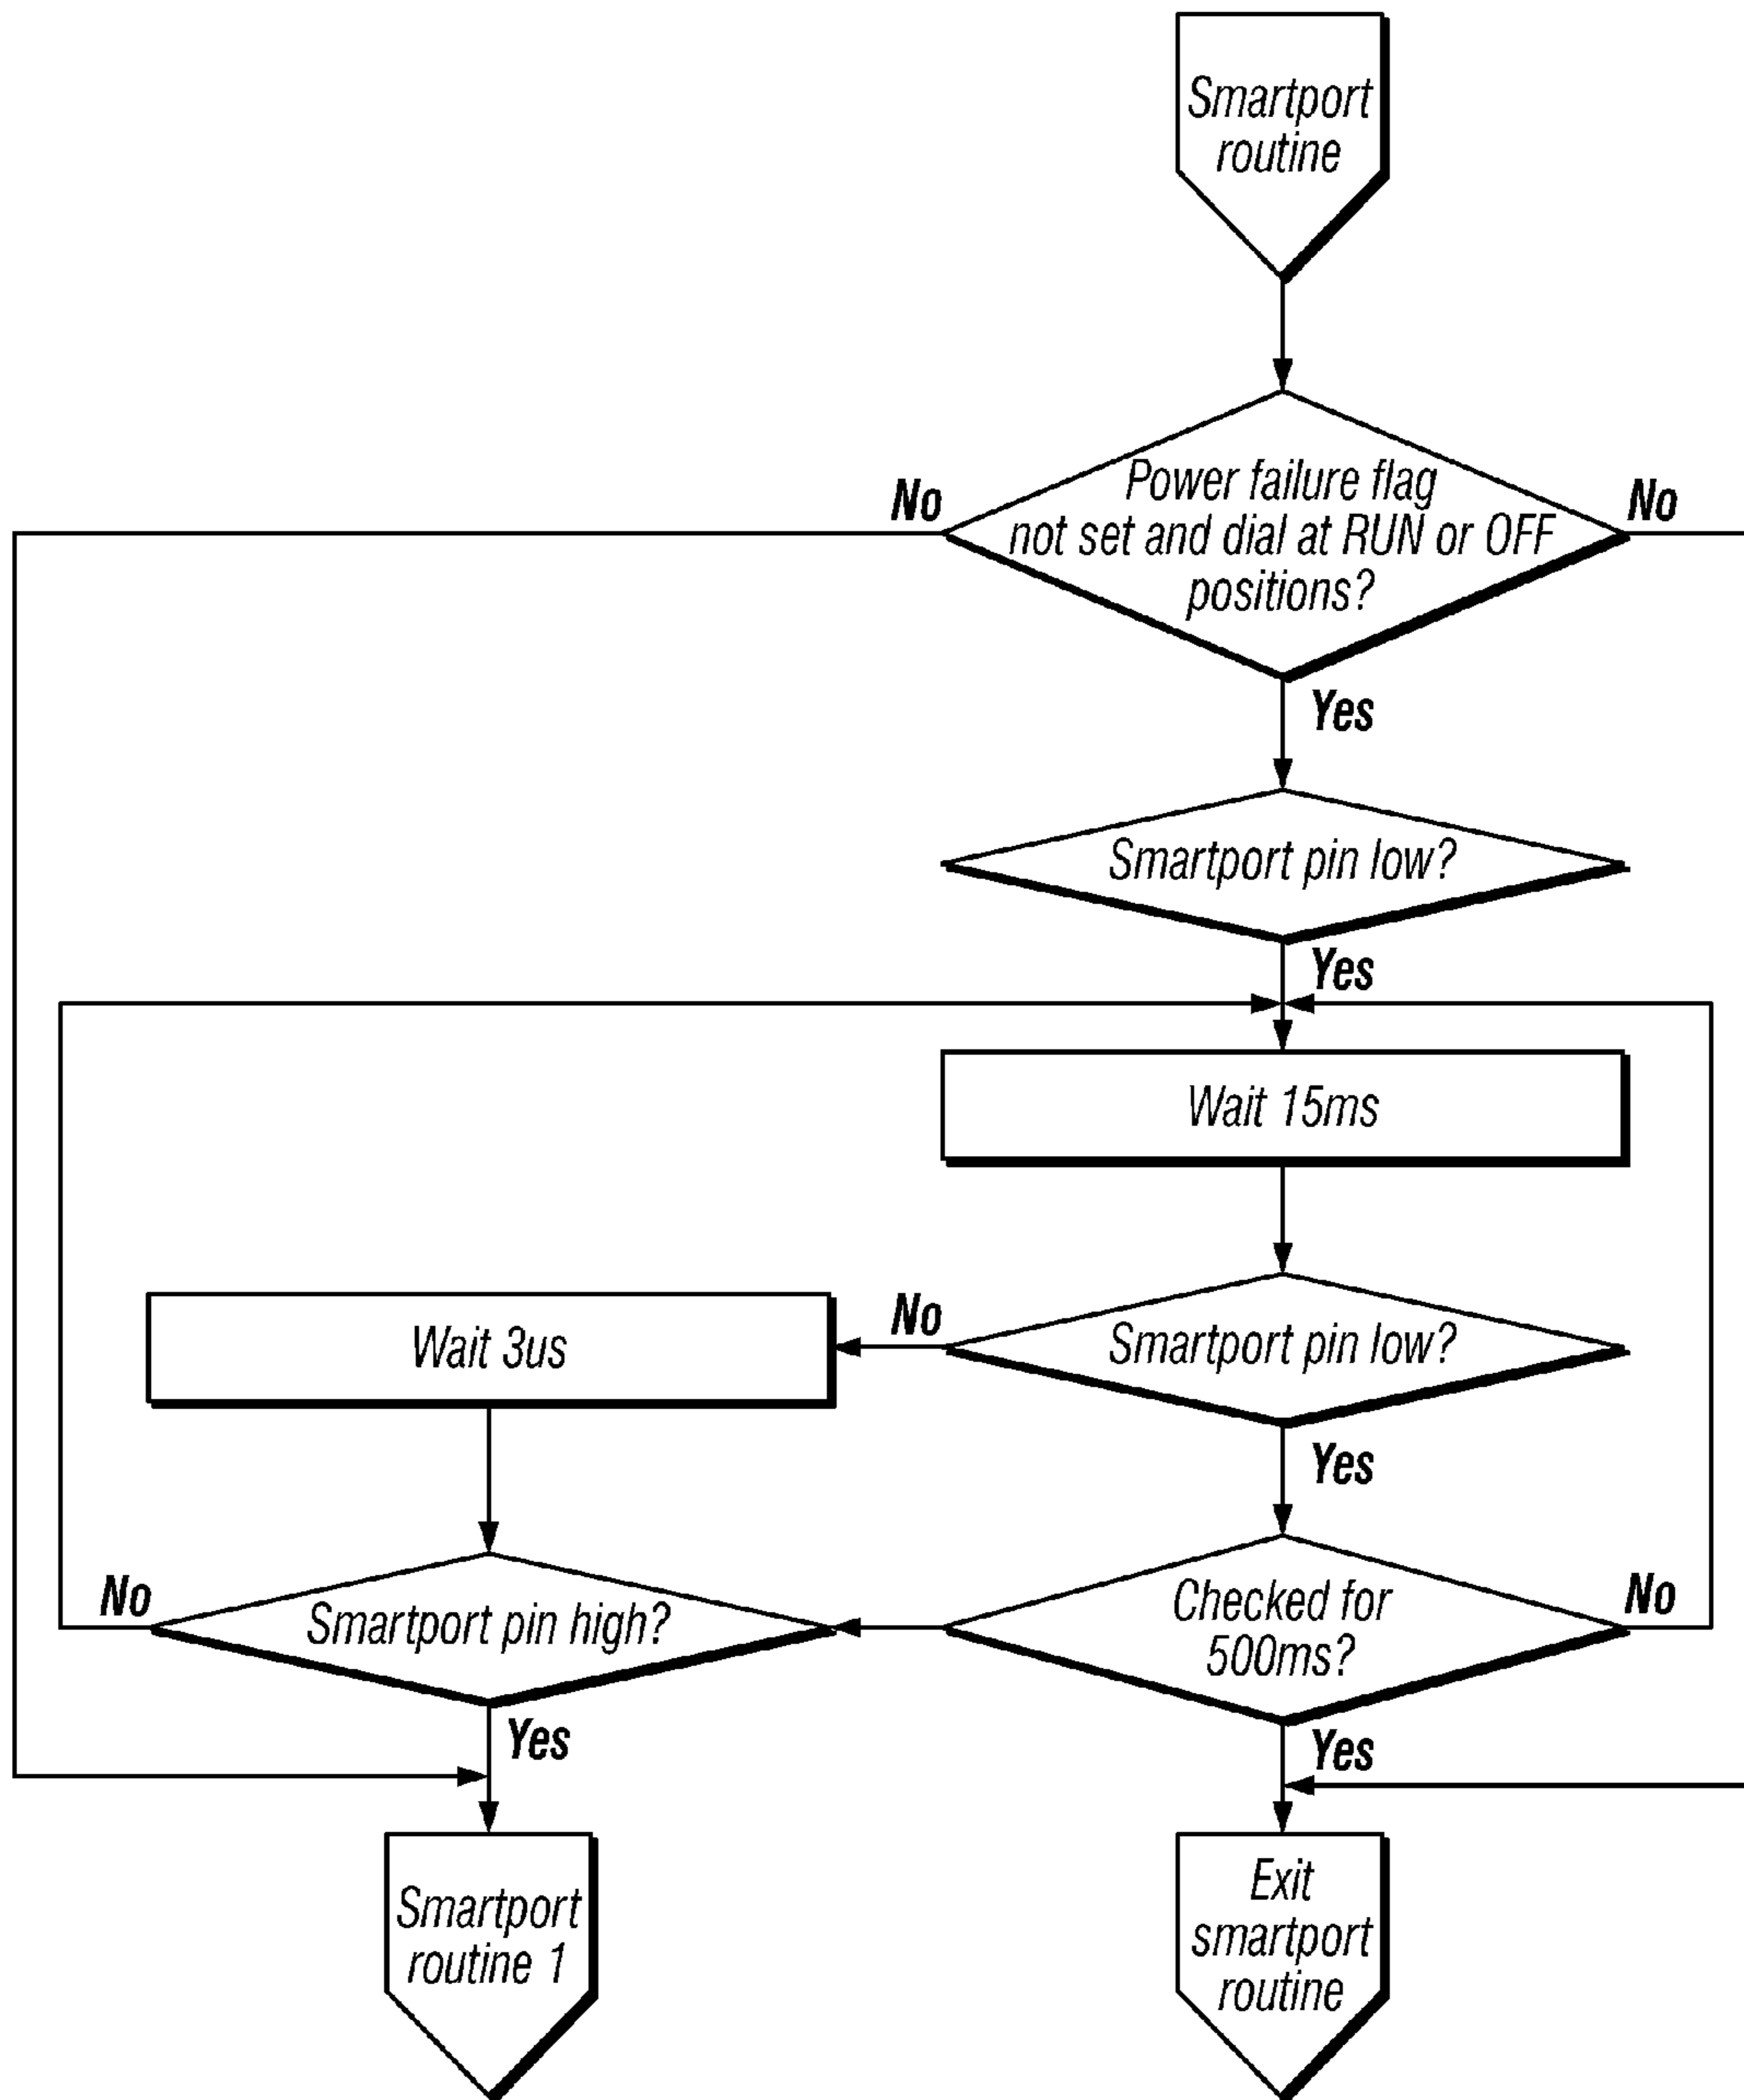 Smartport
routine
No
Power failure flag
No
not set and dial at RUN or OFF
positions?
Yes
Smartport pin low?
Yes
Wait 15ms
Wait 3us
No
Smartport pin low?
Yes
No
Smartport pin high?
Checked for
500ms?
No
Yes
Yes
Smartport
routine 1
Exit
smartport
routine